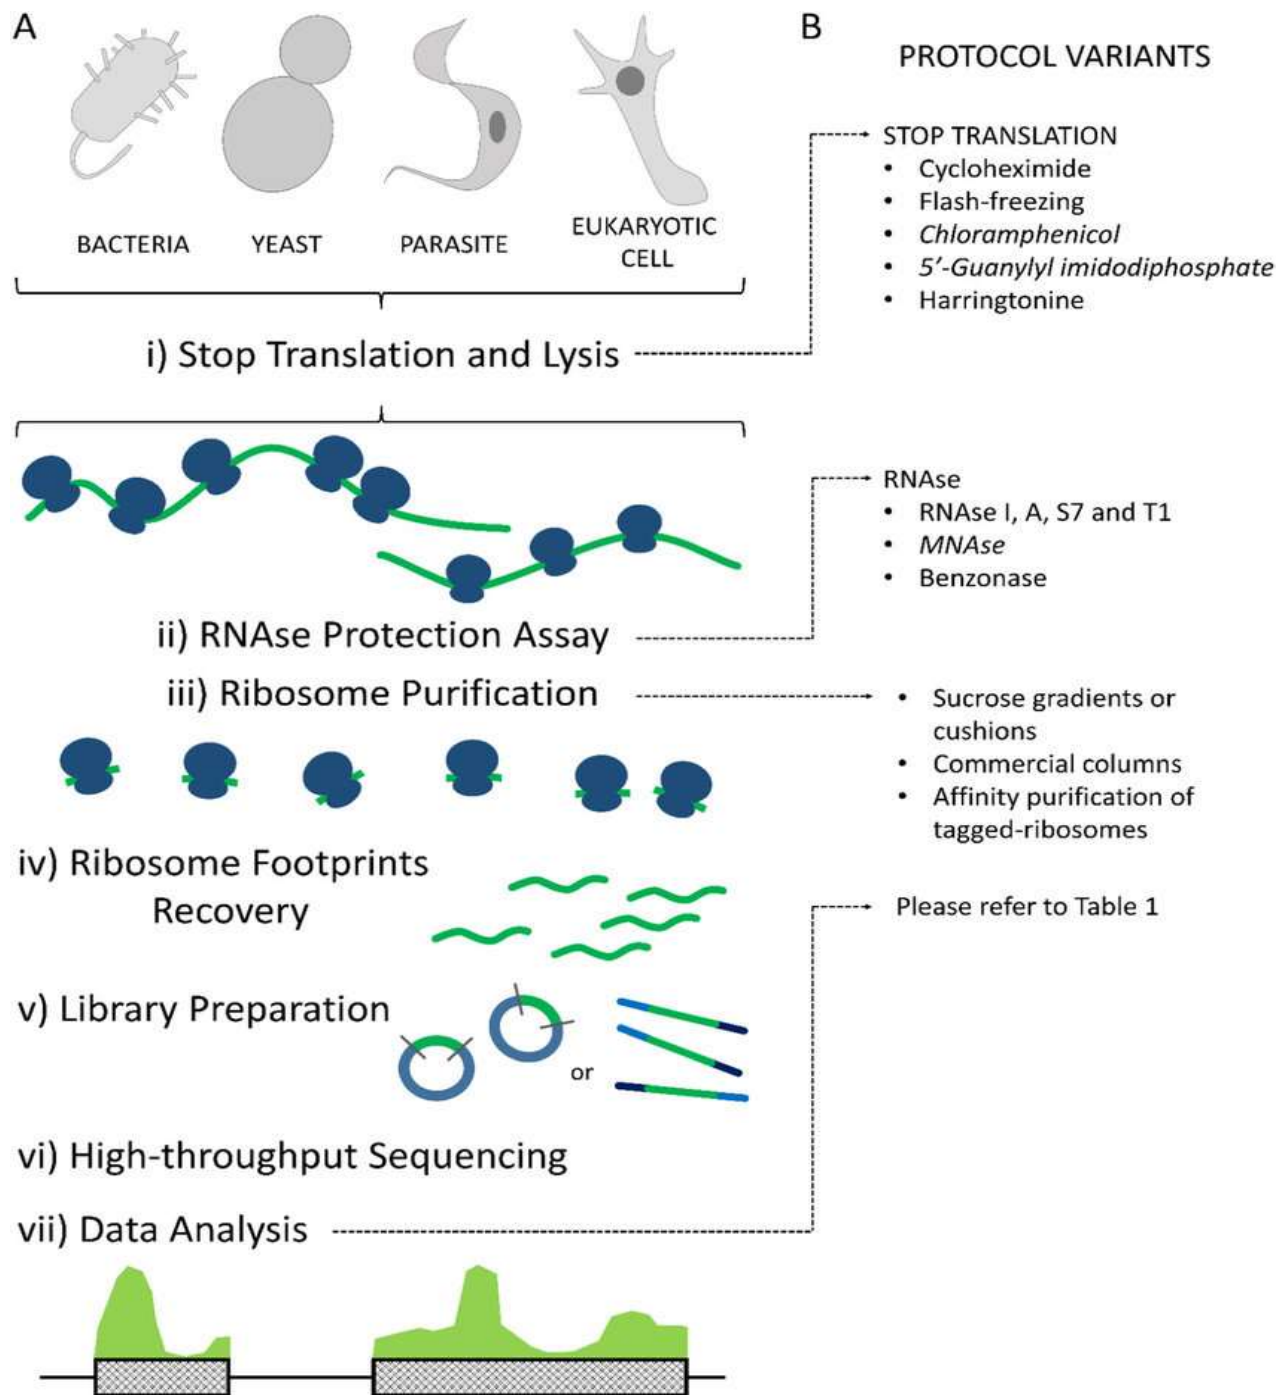 A
BACTERIA
YEAST
PARASITE
EUKARYOTIC
CELL
i) Stop Translation and Lysis
ii) RNAse Protection Assay
iii) Ribosome Purification
iv) Ribosome Footprints
Recovery
v) Library Preparation
or
vi) High-throughput Sequencing
vii) Data Analysis
B
PROTOCOL VARIANTS
STOP TRANSLATION
• Cycloheximide
• Flash-freezing
• Chloramphenicol
• 5′-Guanylyl imidodiphosphate
• Harringtonine
RNAse
• RNAse I, A, S7 and T1
• MNAse
• Benzonase
• Sucrose gradients or
cushions
• Commercial columns
• Affinity purification of
tagged-ribosomes
Please refer to Table 1